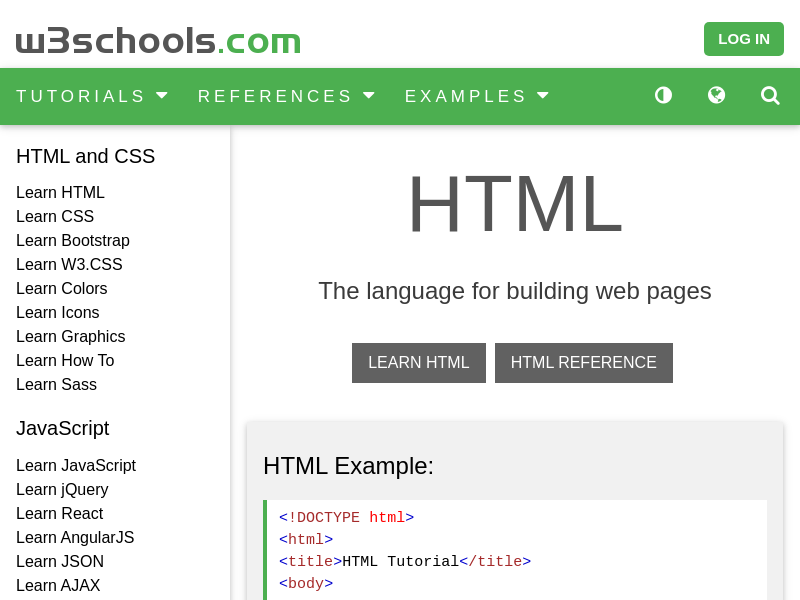 w3schools.com
LOG IN
TUTORIALS REFERENCES EXAMPLES
HTML and CSS
Learn HTML
Learn CSS
Learn Bootstrap
Learn W3.CSS
Learn Colors
Learn Icons
Learn Graphics
Learn How To
Learn Sass
JavaScript
Learn JavaScript
Learn jQuery
Learn React
Learn AngularJS
Learn JSON
Learn AJAX
HTML
The language for building web pages
LEARN HTML HTML REFERENCE
HTML Example:
<!DOCTYPE html>
<html>
<title>HTML Tutorial</title>
<body>